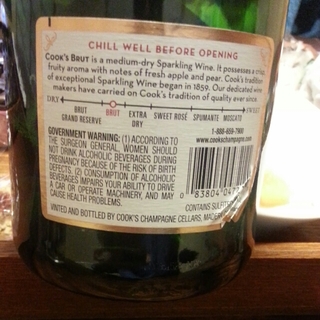 CHILL WELL BEFORE OPENING
COOK'S BRUT is a medium-dry Sparkling Wine. It possesses a crisp,
fruity aroma with notes of fresh apple and pear. Cook's tradition
of exceptional Sparkling Wine began in 1859. Our dedicated wine
makers have carried on Cook's tradition of quality ever since.
DRY SWEET
BRUT GRAND RESERVE BRUT EXTRA DRY SWEET ROSÉ SPUMANTE MOSCATO
GOVERNMENT WARNING: (1) ACCORDING TO
THE SURGEON GENERAL, WOMEN SHOULD
NOT DRINK ALCOHOLIC BEVERAGES DURING
PREGNANCY BECAUSE OF THE RISK OF BIRTH
DEFECTS. (2) CONSUMPTION OF ALCOHOLIC
BEVERAGES IMPAIRS YOUR ABILITY TO DRIVE
A CAR OR OPERATE MACHINERY, AND MAY
CAUSE HEALTH PROBLEMS.
1-888-659-7900
www.cookschampagne.com
0 83804 047
CONTAINS SULFITES
VINTED AND BOTTLED BY COOK'S CHAMPAGNE CELLARS,